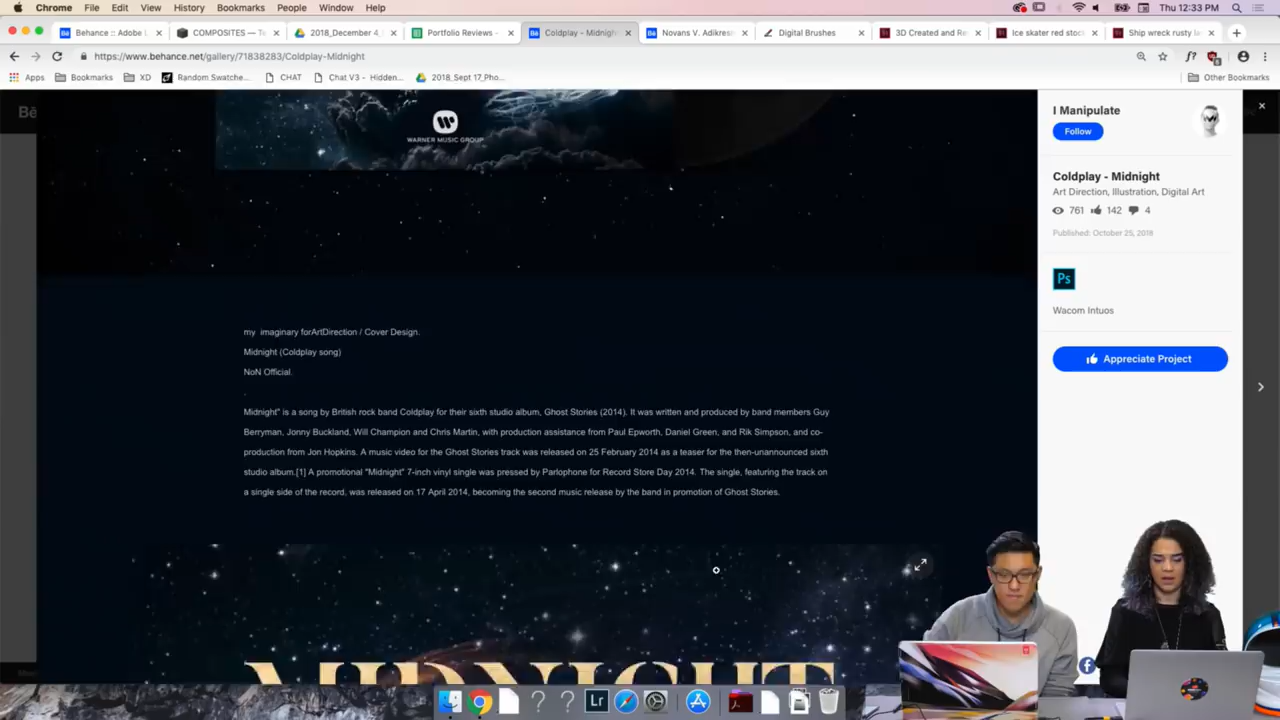 Chrome File Edit View History Bookmarks People Window Help
Thu 12:33 PM
Behance :: Adobe L
COMPOSITES — Te
2018_December 4,
Portfolio Reviews -
Coldplay - Midnigh
Novans V. Adikres
Digital Brushes
3D Created and Re
Ice skater red stoc
Ship wreck rusty la
https://www.behance.net/gallery/71838283/Coldplay-Midnight
Apps Bookmarks XD Random Swatche... CHAT Chat V3 - Hidden... 2018_Sept 17_Pho...
Other Bookmarks
Bē
WARNER MUSIC GROUP
my imaginary forArtDirection / Cover Design.
Midnight (Coldplay song)
NoN Official.
.
Midnight" is a song by British rock band Coldplay for their sixth studio album, Ghost Stories (2014). It was written and produced by band members Guy
Berryman, Jonny Buckland, Will Champion and Chris Martin, with production assistance from Paul Epworth, Daniel Green, and Rik Simpson, and co-
production from Jon Hopkins. A music video for the Ghost Stories track was released on 25 February 2014 as a teaser for the then-unannounced sixth
studio album.[1] A promotional "Midnight" 7-inch vinyl single was pressed by Parlophone for Record Store Day 2014. The single, featuring the track on
a single side of the record, was released on 17 April 2014, becoming the second music release by the band in promotion of Ghost Stories.
MIDNIGHT
I Manipulate
Follow
Coldplay - Midnight
Art Direction, Illustration, Digital Art
761 142 4
Published: October 25, 2018
Ps
Wacom Intuos
Appreciate Project
Lr